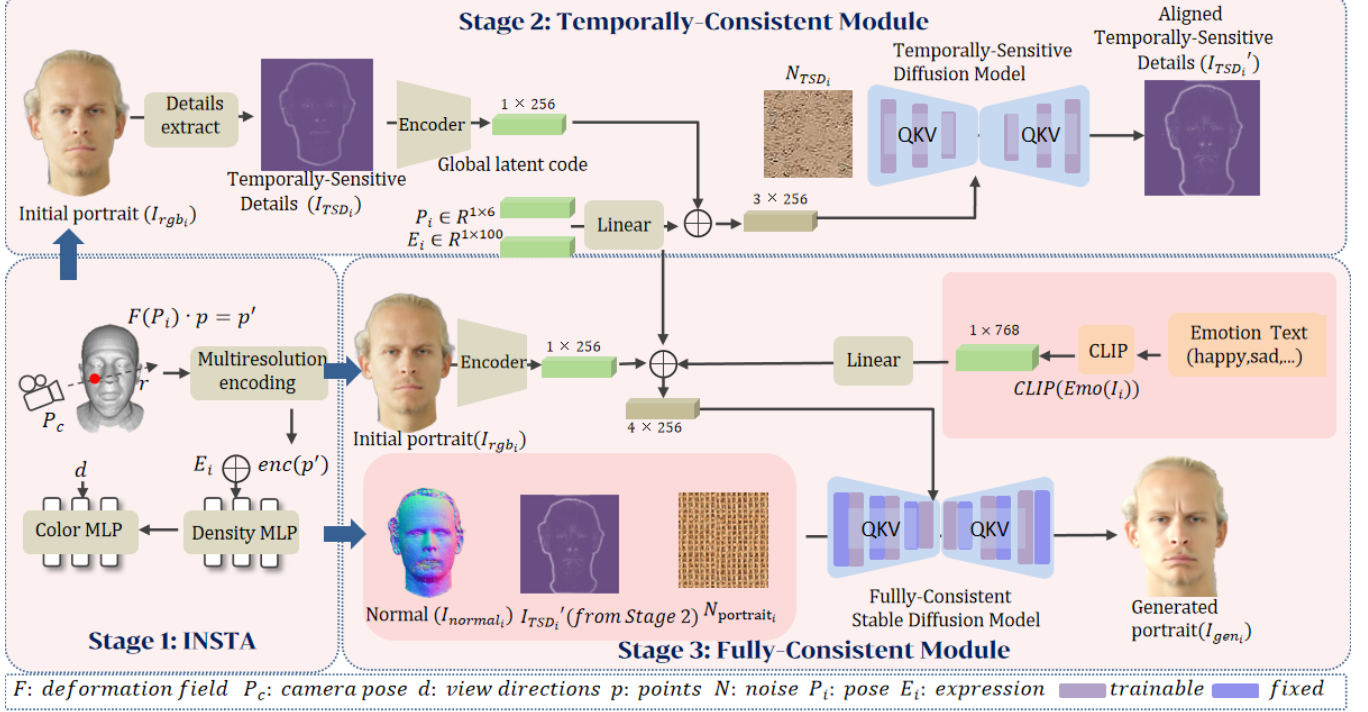 Stage 2: Temporally-Consistent Module
Details
extract
Initial portrait (I_{rgb_i})
Temporally-Sensitive
Details (I_{TSD_i})
Encoder
1 × 256
Global latent code
P_i ∈ R^{1×6}
E_i ∈ R^{1×100}
Linear
3 × 256
N_{TSD_i}
Temporally-Sensitive
Diffusion Model
QKV
QKV
Aligned
Temporally-Sensitive
Details (I_{TSD_i}')
F(P_i) · p = p'
r
P_c
Multiresolution
encoding
E_i
enc(p')
d
Color MLP
Density MLP
Stage 1: INSTA
Initial portrait(I_{rgb_i})
Encoder
1 × 256
4 × 256
Linear
1 × 768
CLIP(Emo(I_i))
CLIP
Emotion Text
(happy,sad,...)
Normal (I_{normal_i})
I_{TSD_i}'(from Stage 2)
N_{portrait_i}
QKV
QKV
Fullly-Consistent
Stable Diffusion Model
Generated
portrait(I_{gen_i})
Stage 3: Fully-Consistent Module
F: deformation field P_c: camera pose d: view directions p: points N: noise P_i: pose E_i: expression trainable fixed